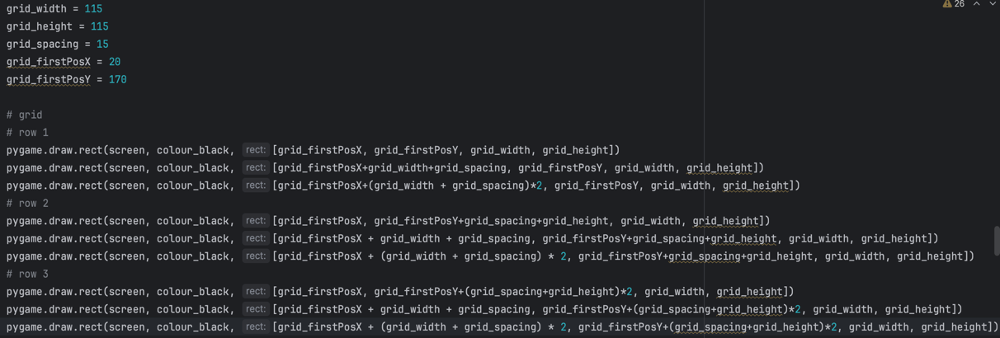 grid_width = 115
26
grid_height = 115
grid_spacing = 15
grid_firstPosX = 20
grid_firstPosY = 170
# grid
# row 1
pygame.draw.rect(screen, colour_black, rect: [grid_firstPosX, grid_firstPosY, grid_width, grid_height])
pygame.draw.rect(screen, colour_black, rect: [grid_firstPosX+grid_width+grid_spacing, grid_firstPosY, grid_width, grid_height])
pygame.draw.rect(screen, colour_black, rect: [grid_firstPosX+(grid_width + grid_spacing)*2, grid_firstPosY, grid_width, grid_height])
# row 2
pygame.draw.rect(screen, colour_black, rect: [grid_firstPosX, grid_firstPosY+grid_spacing+grid_height, grid_width, grid_height])
pygame.draw.rect(screen, colour_black, rect: [grid_firstPosX + grid_width + grid_spacing, grid_firstPosY+grid_spacing+grid_height, grid_width, grid_height])
pygame.draw.rect(screen, colour_black, rect: [grid_firstPosX + (grid_width + grid_spacing) * 2, grid_firstPosY+grid_spacing+grid_height, grid_width, grid_height])
# row 3
pygame.draw.rect(screen, colour_black, rect: [grid_firstPosX, grid_firstPosY+(grid_spacing+grid_height)*2, grid_width, grid_height])
pygame.draw.rect(screen, colour_black, rect: [grid_firstPosX + grid_width + grid_spacing, grid_firstPosY+(grid_spacing+grid_height)*2, grid_width, grid_height])
pygame.draw.rect(screen, colour_black, rect: [grid_firstPosX + (grid_width + grid_spacing) * 2, grid_firstPosY+(grid_spacing+grid_height)*2, grid_width, grid_height])